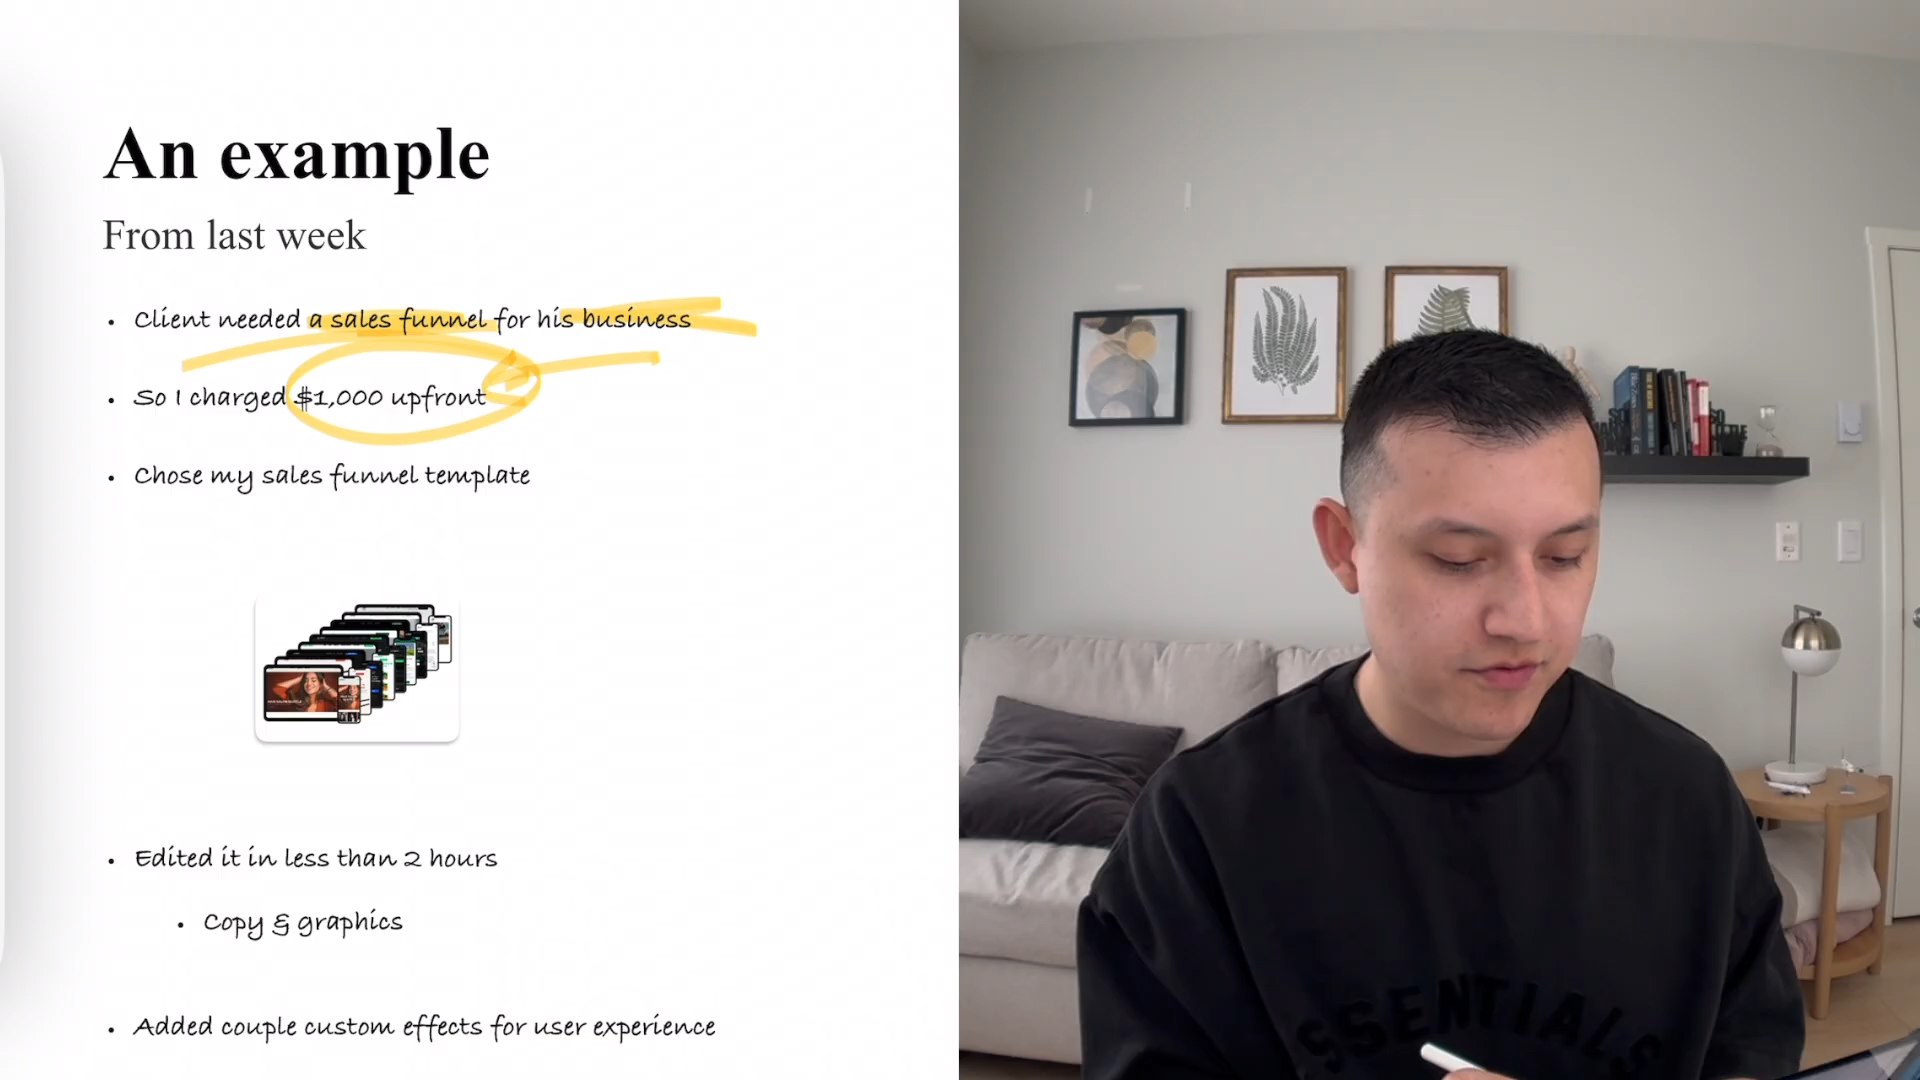 An example
From last week
• Client needed a sales funnel for his business
• So I charged $1,000 upfront
• Chose my sales funnel template
• Edited it in less than 2 hours
• Copy & graphics
• Added couple custom effects for user experience
SSENTIALS